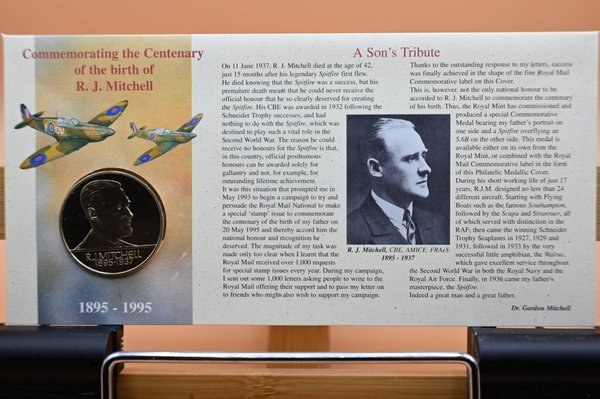 Commemorating the Centenary
of the birth of
R. J. Mitchell
R.J. MITCHELL
1895-1937
1895 - 1995
A Son's Tribute
On 11 June 1937, R. J. Mitchell died at the age of 42,
just 15 months after his legendary Spitfire first flew.
He died knowing that the Spitfire was a success, but his
premature death meant that he could never receive the
official honour that he so clearly deserved for creating
the Spitfire. His CBE was awarded in 1932 following the
Schneider Trophy successes, and had
nothing to do with the Spitfire, which was
destined to play such a vital role in the
Second World War. The reason he could
receive no honours for the Spitfire is that,
in this country, official posthumous
honours can be awarded solely for
gallantry and not, for example, for
outstanding lifetime achievement.
It was this situation that prompted me in
May 1993 to begin a campaign to try and
persuade the Royal Mail National to make
a special 'stamp' issue to commemorate
the centenary of the birth of my father on
20 May 1995 and thereby accord him the
national honour and recognition he
deserved. The magnitude of my task was
made only too clear when I learnt that the
Royal Mail received over 1,000 requests
for special stamp issues every year. During my campaign,
I sent out some 1,000 letters asking people to write to the
Royal Mail offering their support and to pass my letter on
to friends who might also wish to support my campaign.
R. J. Mitchell, CBE, AMICE, FRAeS
1895 - 1937
Thanks to the outstanding response to my letters, success
was finally achieved in the shape of the fine Royal Mail
Commemorative label on this Cover.
This is, however, not the only national honour to be
accorded to R. J. Mitchell to commemorate the centenary
of his birth. Thus, the Royal Mint has commissioned and
produced a special Commemorative
Medal bearing my father's portrait on
one side and a Spitfire overflying an
S.6B on the other side. This medal is
available either on its own from the
Royal Mint, or combined with the Royal
Mail Commemorative label in the form
of this Philatelic Medallic Cover.
During his short working life of just 17
years, R.J.M. designed no less than 24
different aircraft. Starting with Flying
Boats such as the famous Southampton,
followed by the Scapa and Stranraer, all
of which served with distinction in the
RAF; then came the winning Schneider
Trophy Seaplanes in 1927, 1929 and
1931, followed in 1933 by the very
successful little amphibian, the Walrus,
which gave excellent service throughout
the Second World War in both the Royal Navy and the
Royal Air Force. Finally, in 1936 came my father's
masterpiece, the Spitfire.
Indeed a great man and a great father.
Dr. Gordon Mitchell